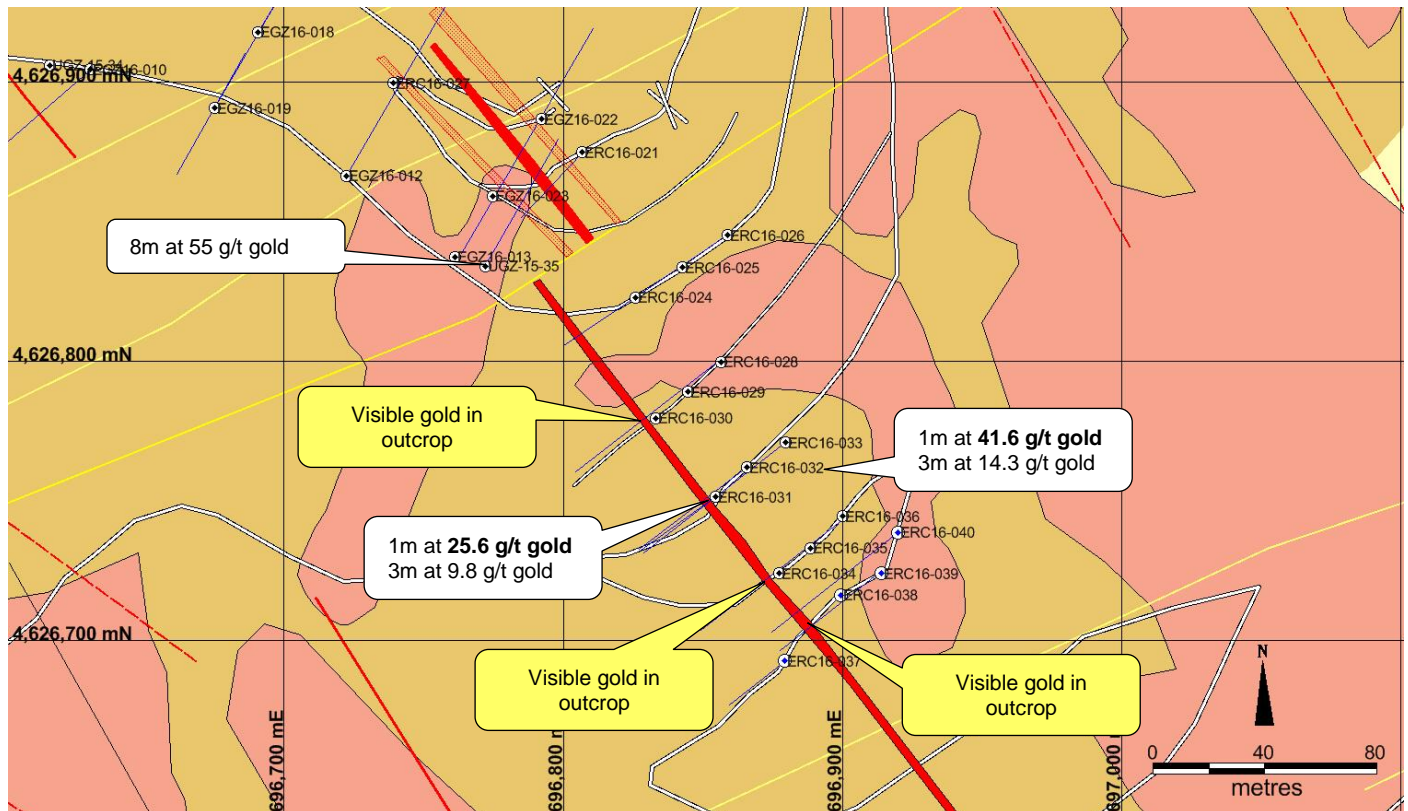 EGZ16-018
UGZ-15-34
EGZ16-010
4,626,900 mN
ERC16-027
EGZ16-019
EGZ16-022
ERC16-021
EGZ16-012
EGZ16-023
8m at 55 g/t gold
EGZ16-013
UGZ-15-35
ERC16-026
ERC16-025
ERC16-024
4,626,800 mN
ERC16-028
ERC16-029
Visible gold in
outcrop
ERC16-030
ERC16-033
1m at 41.6 g/t gold
3m at 14.3 g/t gold
ERC16-032
ERC16-031
ERC16-036
ERC16-040
1m at 25.6 g/t gold
3m at 9.8 g/t gold
ERC16-035
ERC16-034
ERC16-039
ERC16-038
4,626,700 mN
ERC16-037
Visible gold in
outcrop
Visible gold in
outcrop
N
696,700 mE
696,800 mE
696,900 mE
697,000 m
0 40 80
metres